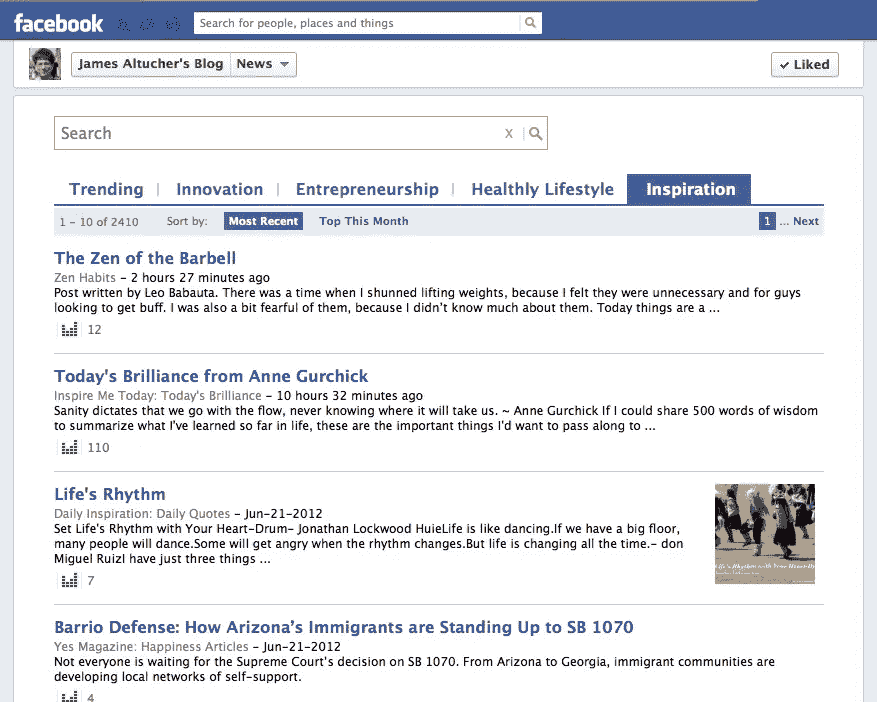 facebook
Search for people, places and things
James Altucher's Blog News
Liked
Search x
Trending | Innovation | Entrepreneurship | Healthly Lifestyle Inspiration
1 - 10 of 2410 Sort by: Most Recent Top This Month 1 ... Next
The Zen of the Barbell
Zen Habits - 2 hours 27 minutes ago
Post written by Leo Babauta. There was a time when I shunned lifting weights, because I felt they were unnecessary and for guys
looking to get buff. I was also a bit fearful of them, because I didn't know much about them. Today things are a ...
12
Today's Brilliance from Anne Gurchick
Inspire Me Today: Today's Brilliance - 10 hours 32 minutes ago
Sanity dictates that we go with the flow, never knowing where it will take us. ~ Anne Gurchick If I could share 500 words of wisdom
to summarize what I've learned so far in life, these are the important things I'd want to pass along to ...
110
Life's Rhythm
Daily Inspiration: Daily Quotes - Jun-21-2012
Set Life's Rhythm with Your Heart-Drum- Jonathan Lockwood HuieLife is like dancing.If we have a big floor,
many people will dance.Some will get angry when the rhythm changes.But life is changing all the time.- don
Miguel Ruizl have just three things ...
7
Life's Rhythm with Your Heart-
Barrio Defense: How Arizona's Immigrants are Standing Up to SB 1070
Yes Magazine: Happiness Articles - Jun-21-2012
Not everyone is waiting for the Supreme Court's decision on SB 1070. From Arizona to Georgia, immigrant communities are
developing local networks of self-support.
4